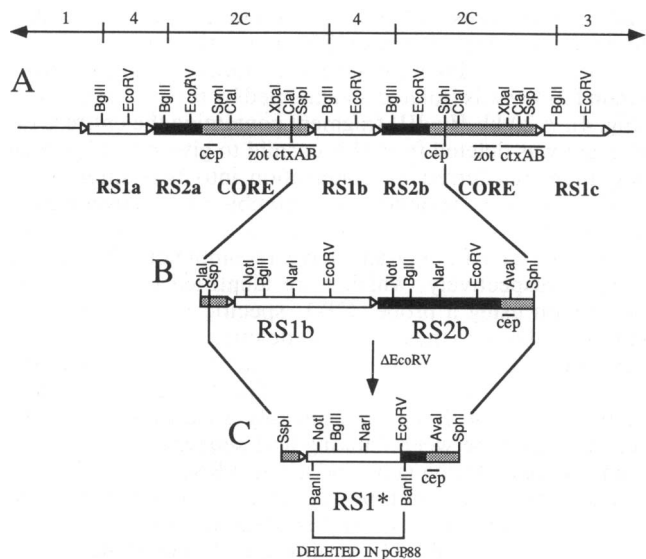 1 4 2C 4 2C 3
A
BglII EcoRV BglII EcoRV SpnI ClaI XbaI ClaI SspI BglII EcoRV BglII EcoRV SphI ClaI XbaI ClaI SspI BglII EcoRV
cep zot ctxAB cep zot ctxAB
RS1a RS2a CORE RS1b RS2b CORE RS1c
B
ClaI SspI NotI BglII NarI EcoRV NotI BglII NarI EcoRV AvaI SphI
cep
RS1b RS2b
ΔEcoRV
C
SspI NotI BglII NarI EcoRV AvaI SphI
cep
BanII RS1* BanII
DELETED IN pGP88